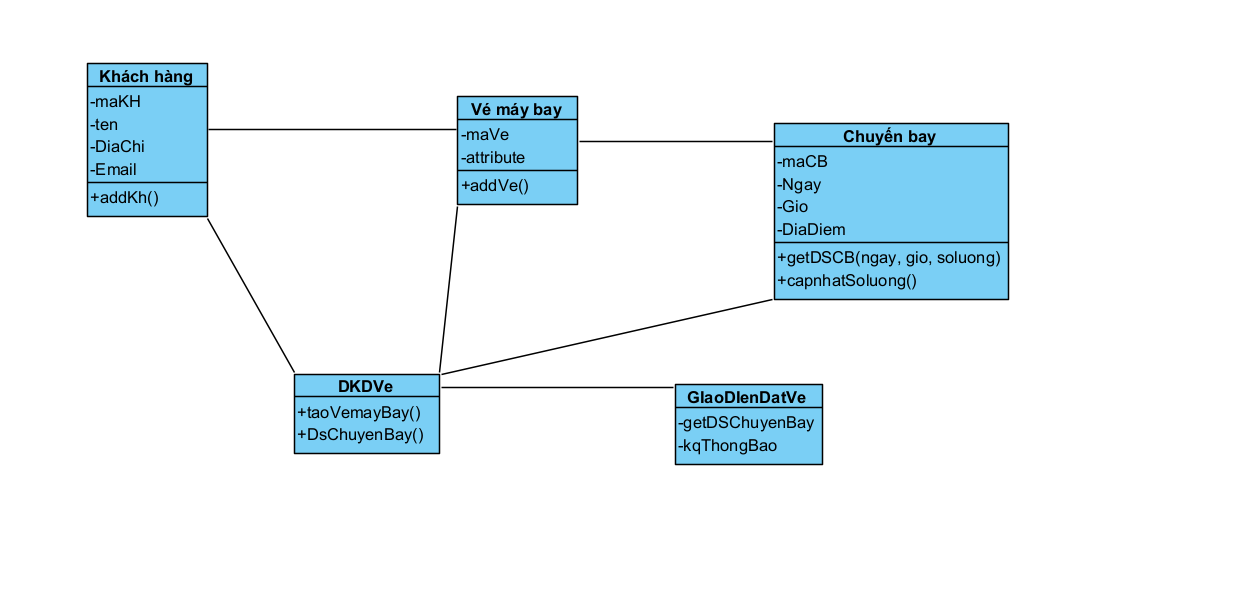 Khách hàng
-maKH
-ten
-DiaChi
-Email
+addKh()
Vé máy bay
-maVe
-attribute
+addVe()
Chuyến bay
-maCB
-Ngay
-Gio
-DiaDiem
+getDSCB(ngay, gio, soluong)
+capnhatSoluong()
DKDVe
+taoVemayBay()
+DsChuyenBay()
GIaoDIenDatVe
-getDSChuyenBay
-kqThongBao